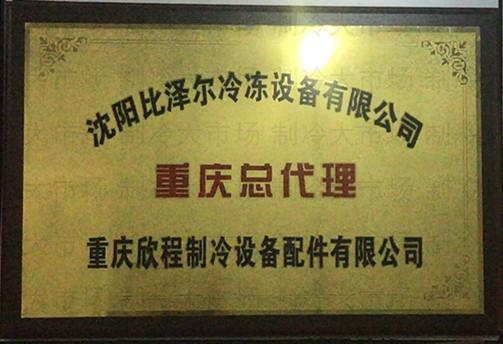 沈阳比泽尔冷冻设备有限公司
重庆总代理
重庆欣程制冷设备配件有限公司